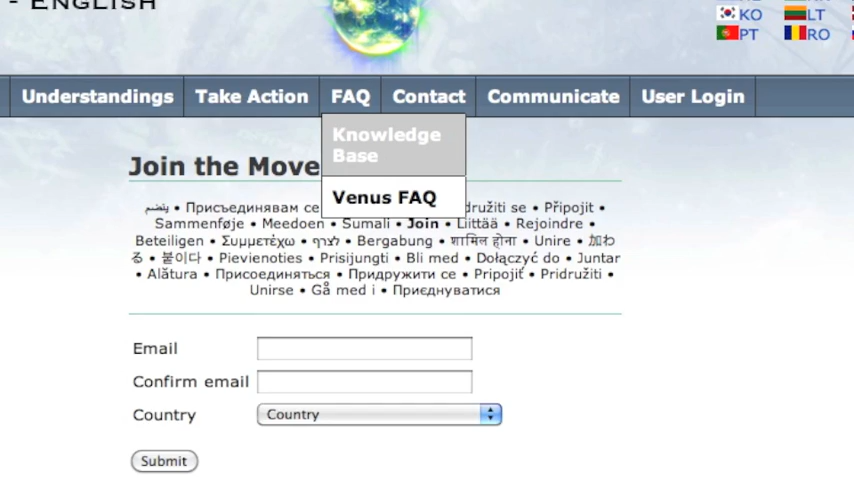 - ENGLISH
KO LT
PT RO
Understandings Take Action FAQ Contact Communicate User Login
Knowledge
Base
Venus FAQ
Join the Move
يتضم • Присъединявам се družiti se • Připojit •
Sammenføje • Meedoen • Sumali • Join • Liittää • Rejoindre •
Beteiligen • Συμμετέχω • לצרף • Bergabung • शामिल होना • Unire • 加わ
る • 붙이다 • Pievienoties • Prisijungti • Bli med • Dołączyć do • Juntar
• Alătura • Присоединяться • Придружити се • Pripojiť • Pridružiti •
Unirse • Gå med i • Приєднуватися
Email
Confirm email
Country Country
Submit